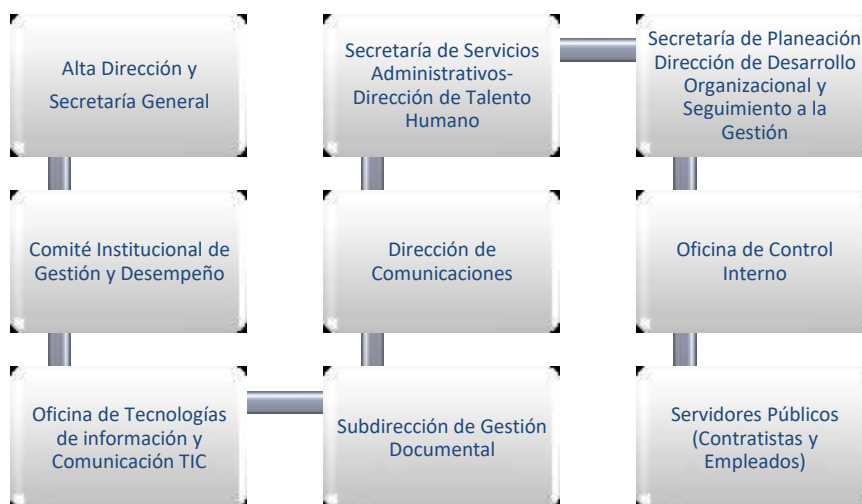 Alta Dirección y
Secretaría General
Comité Institucional de
Gestión y Desempeño
Oficina de Tecnologías
de información y
Comunicación TIC
Subdirección de Gestión
Documental
Dirección de
Comunicaciones
Secretaría de Servicios
Administrativos-
Dirección de Talento
Humano
Secretaría de Planeación
Dirección de Desarrollo
Organizacional y
Seguimiento a la
Gestión
Oficina de Control
Interno
Servidores Públicos
(Contratistas y
Empleados)